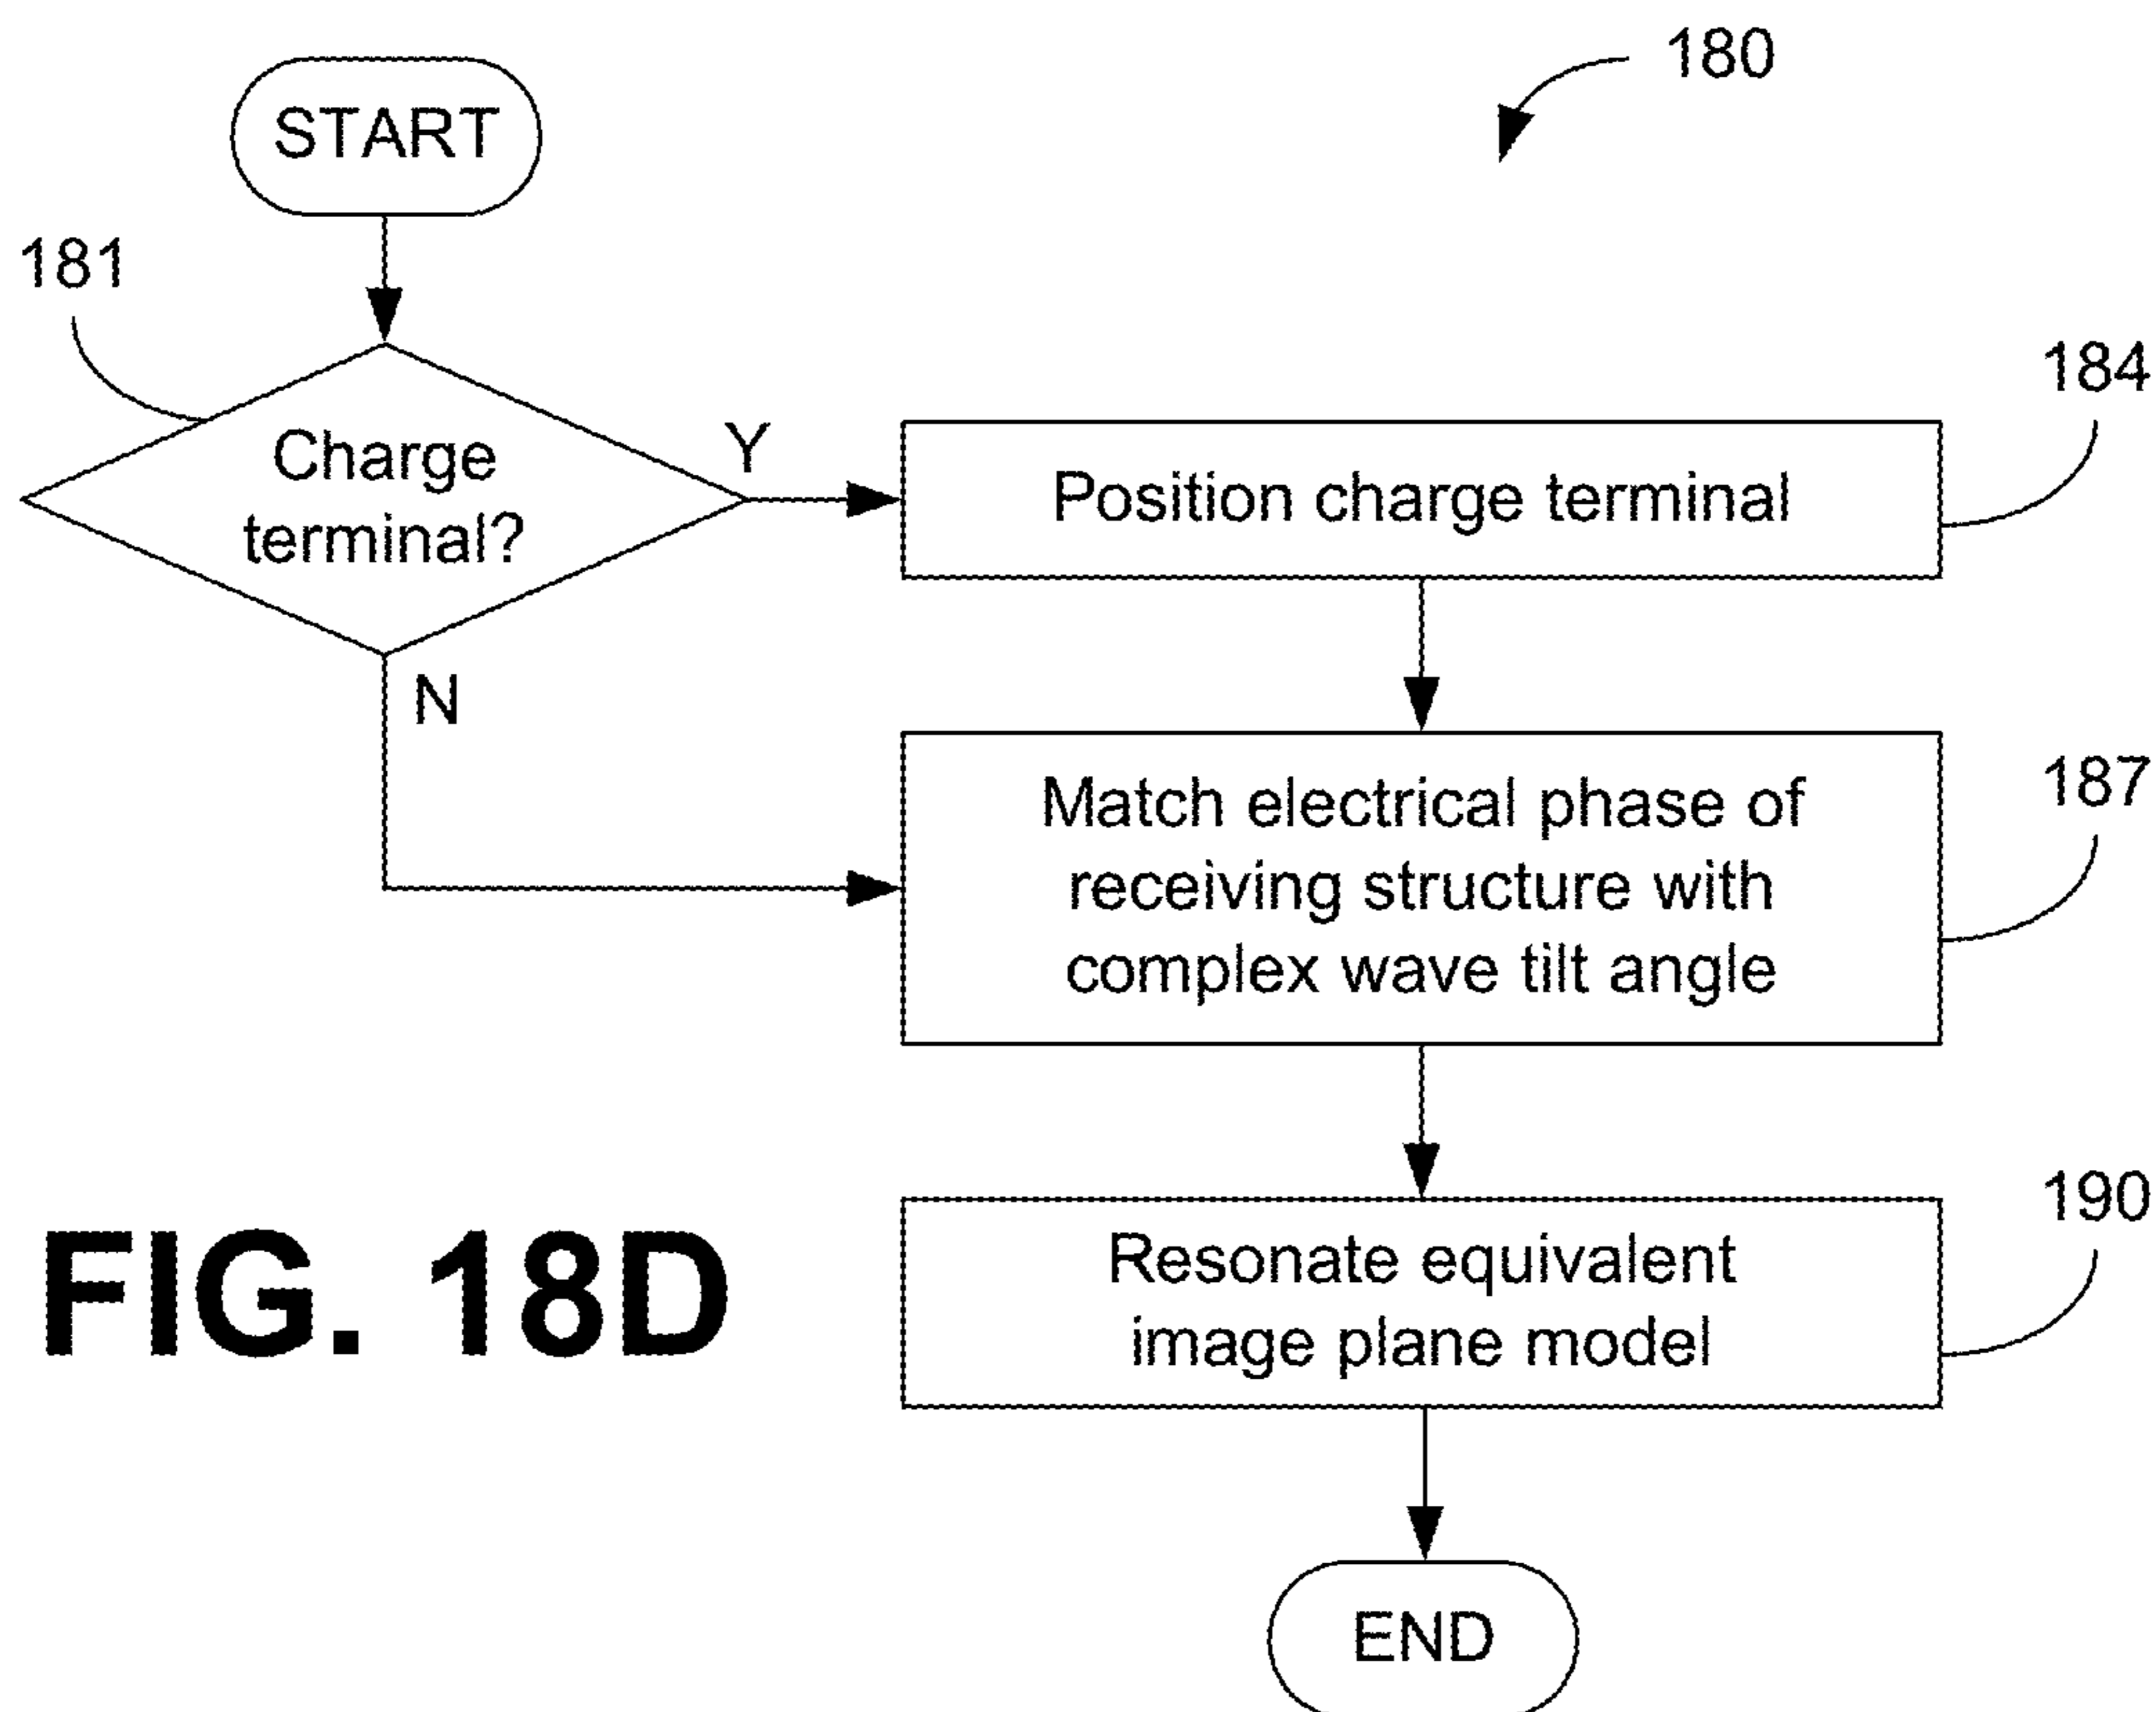 START
180
181
Charge
terminal?
Y
N
Position charge terminal
184
Match electrical phase of
receiving structure with
complex wave tilt angle
187
Resonate equivalent
image plane model
190
END
FIG. 18D